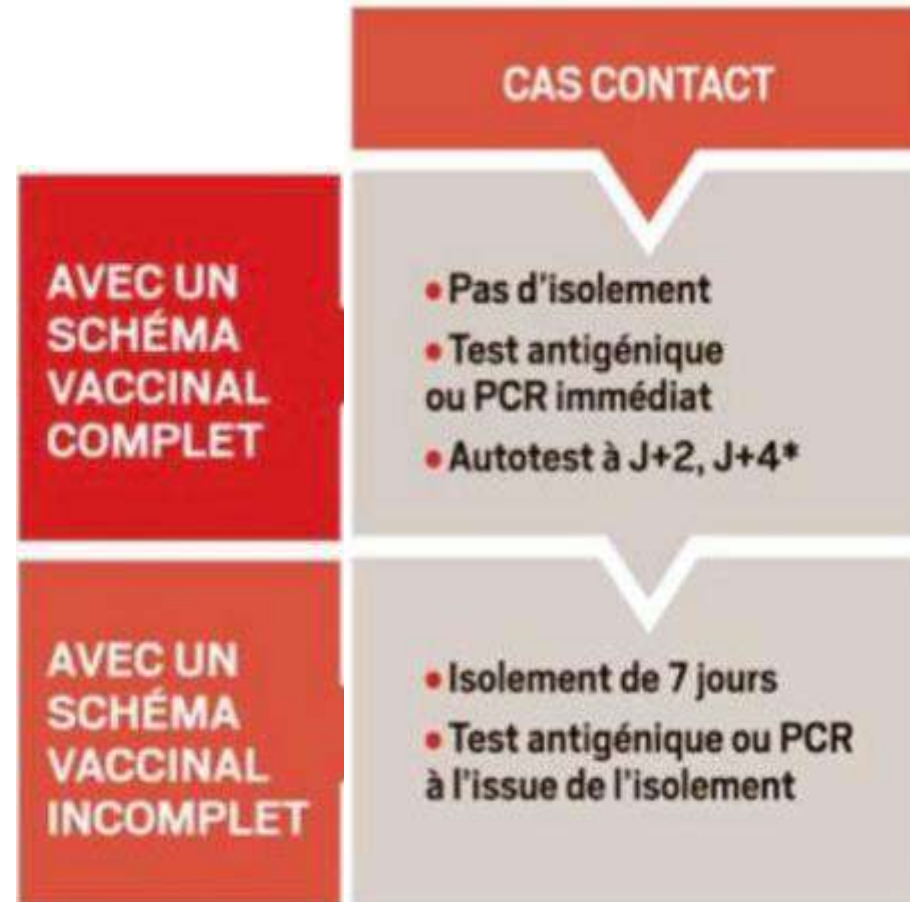 CAS CONTACT
AVEC UN
SCHÉMA
VACCINAL
COMPLET
• Pas d'isolement
• Test antigénique
ou PCR immédiat
• Autotest à J+2, J+4*
AVEC UN
SCHÉMA
VACCINAL
INCOMPLET
• Isolement de 7 jours
• Test antigénique ou PCR
à l'issue de l'isolement